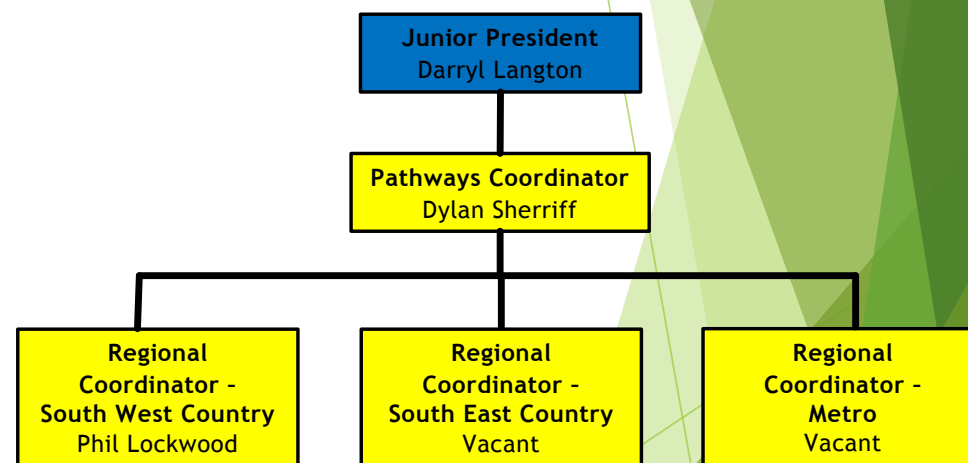 Junior President
Darryl Langton
Pathways Coordinator
Dylan Sherriff
Regional
Coordinator –
South West Country
Phil Lockwood
Regional
Coordinator –
South East Country
Vacant
Regional
Coordinator –
Metro
Vacant